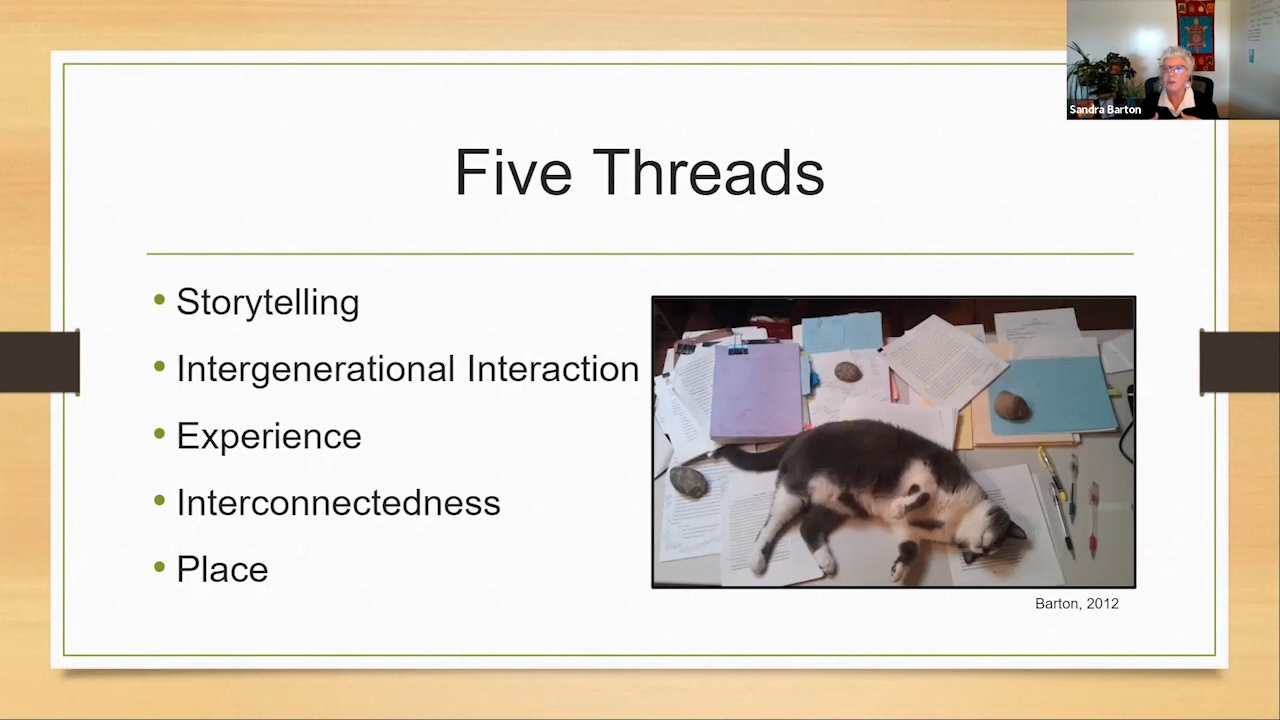 Sandra Barton
Five Threads
• Storytelling
• Intergenerational Interaction
• Experience
• Interconnectedness
• Place
Barton, 2012